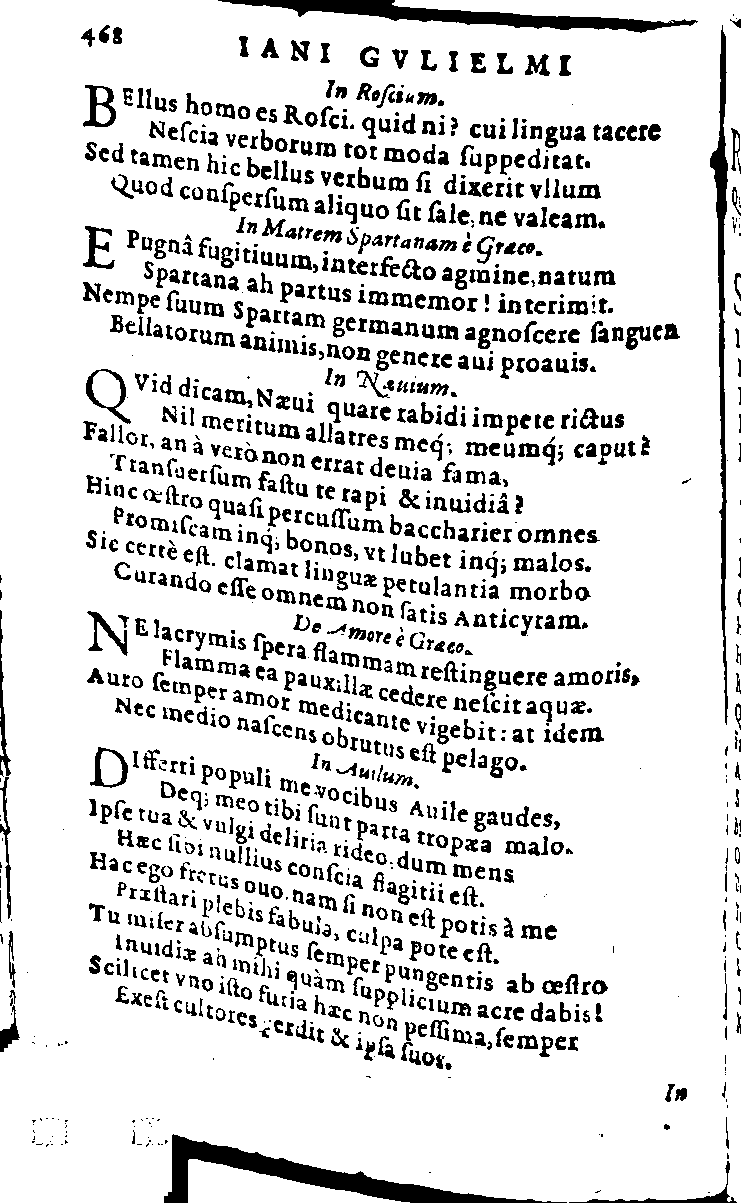 468
IANI GVLIELMI
In Roſcium.
BEllus homo es Roſci. quid ni? cui lingua tacere
Neſcia verborum tot moda ſuppeditat.
Sed tamen hic bellus verbum ſi dixerit vllum
Quod conſperſum aliquo ſit ſale, ne valeam.
In Matrem Spartanam è Græco.
E Pugnâ fugitiuum, interfecto agmine, natum
Spartana ah partus immemor! interimit.
Nempe ſuum Spartam germanum agnoſcere ſanguen
Bellatorum animis, non genere aui proauis.
In Næuium.
QVid dicam, Næui quare rabidi impete rictus
Nil meritum allatres meq́; meumq́; caput?
Fallor, an à verò non errat deuia fama,
Tranſuerſum faſtu te rapi & inuidiâ?
Hinc œſtro quaſi percuſſum baccharier omnes
Promiſcam inq́; bonos, vt lubet inq́; malos.
Sic certè eſt. clamat linguæ petulantia morbo
Curando eſſe omnem non ſatis Anticyram.
De Amore è Græco.
NE lacrymis ſpera flammam reſtinguere amoris,
Flamma ea pauxillæ cedere neſcit aquæ.
Auro ſemper amor medicante vigebit: at idem
Nec medio naſcens obrutus eſt pelago.
In Auilum.
DIfferri populi me vocibus Auile gaudes,
Deq; meo tibi ſunt parta tropæa malo.
Ipſe tua & vulgi deliria rideo, dum mens
Hæc ſibi nullius conſcia flagitii eſt.
Hac ego fretus ouo. nam ſi non eſt potis à me
Præſtari plebis fabula, culpa pote eſt.
Tu miſer abſumptus ſemper pungentis ab œſtro
Inuidiæ ah mihi quàm ſupplicium acre dabis!
Scilicet vno iſto furia hæc non peſſima, ſemper
Exeſt cultores perdit & ipſa ſuos.
In